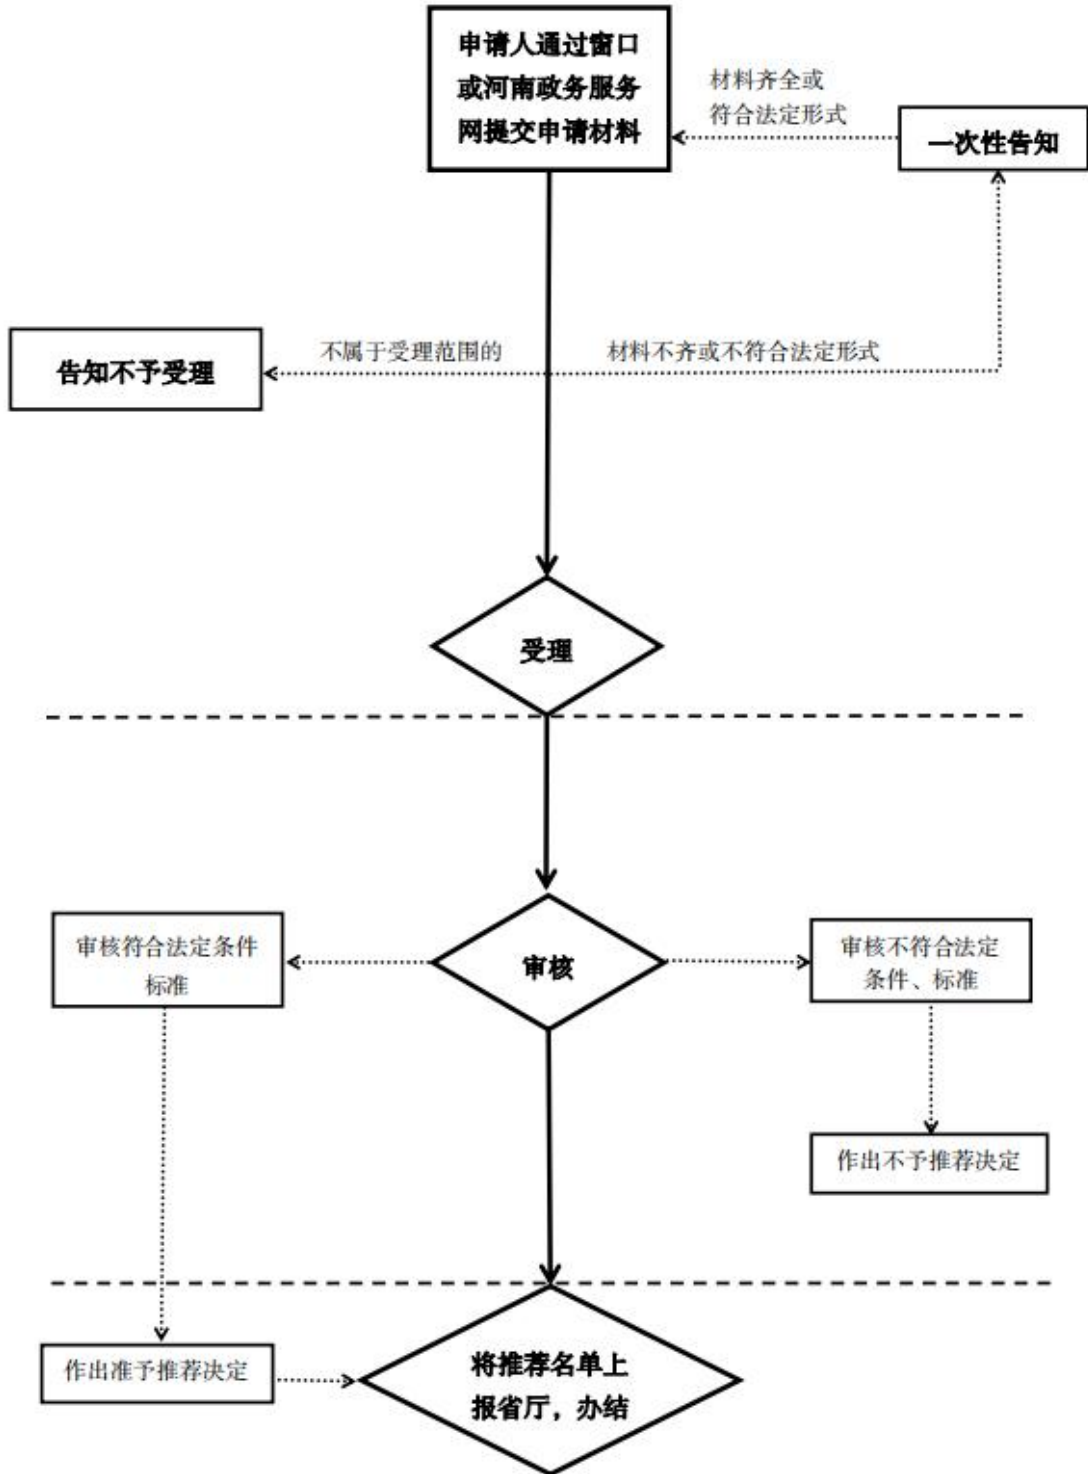 申请人通过窗口
或河南政务服务
网提交申请材料
材料齐全或
符合法定形式
一次性告知
告知不予受理
不属于受理范围的
材料不齐或不符合法定形式
受理
审核符合法定条件
标准
审核
审核不符合法定
条件、标准
作出不予推荐决定
作出准予推荐决定
将推荐名单上
报省厅，办结